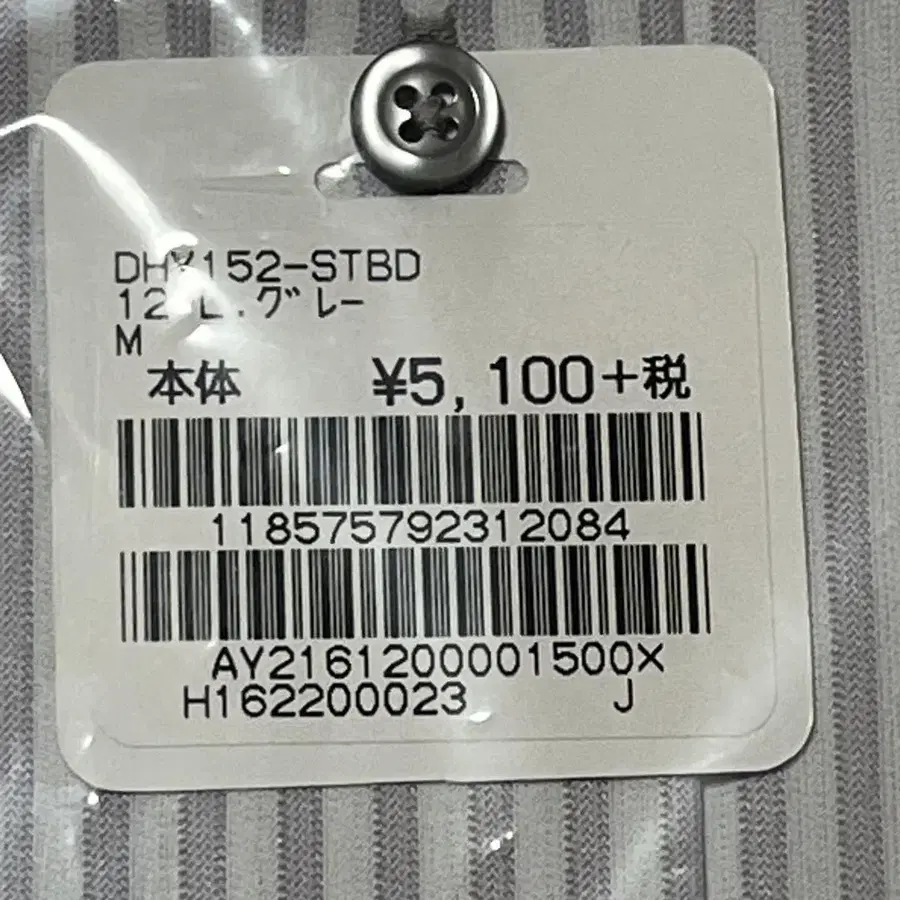 DHY152-STBD
12 L.グレー
M
本体 ¥5,100+税
118575792312084
AY2161200001500X
H162200023 J